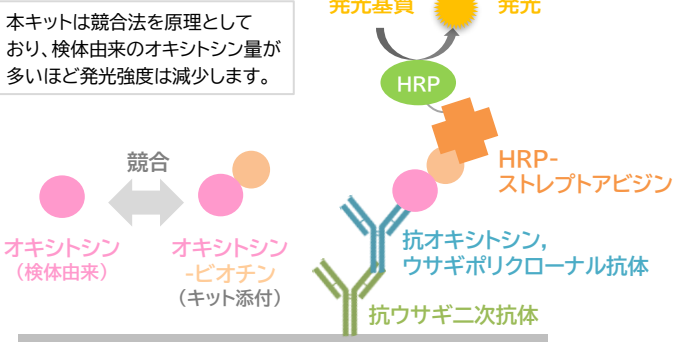 本キットは競合法を原理として
おり、検体由来のオキシトシン量が
多いほど発光強度は減少します。
発光基質
発光
HRP
競合
HRP-
ストレプトアビジン
オキシトシン
（検体由来）
オキシトシン
-ビオチン
（キット添付）
抗オキシトシン,
ウサギポリクローナル抗体
抗ウサギ二次抗体